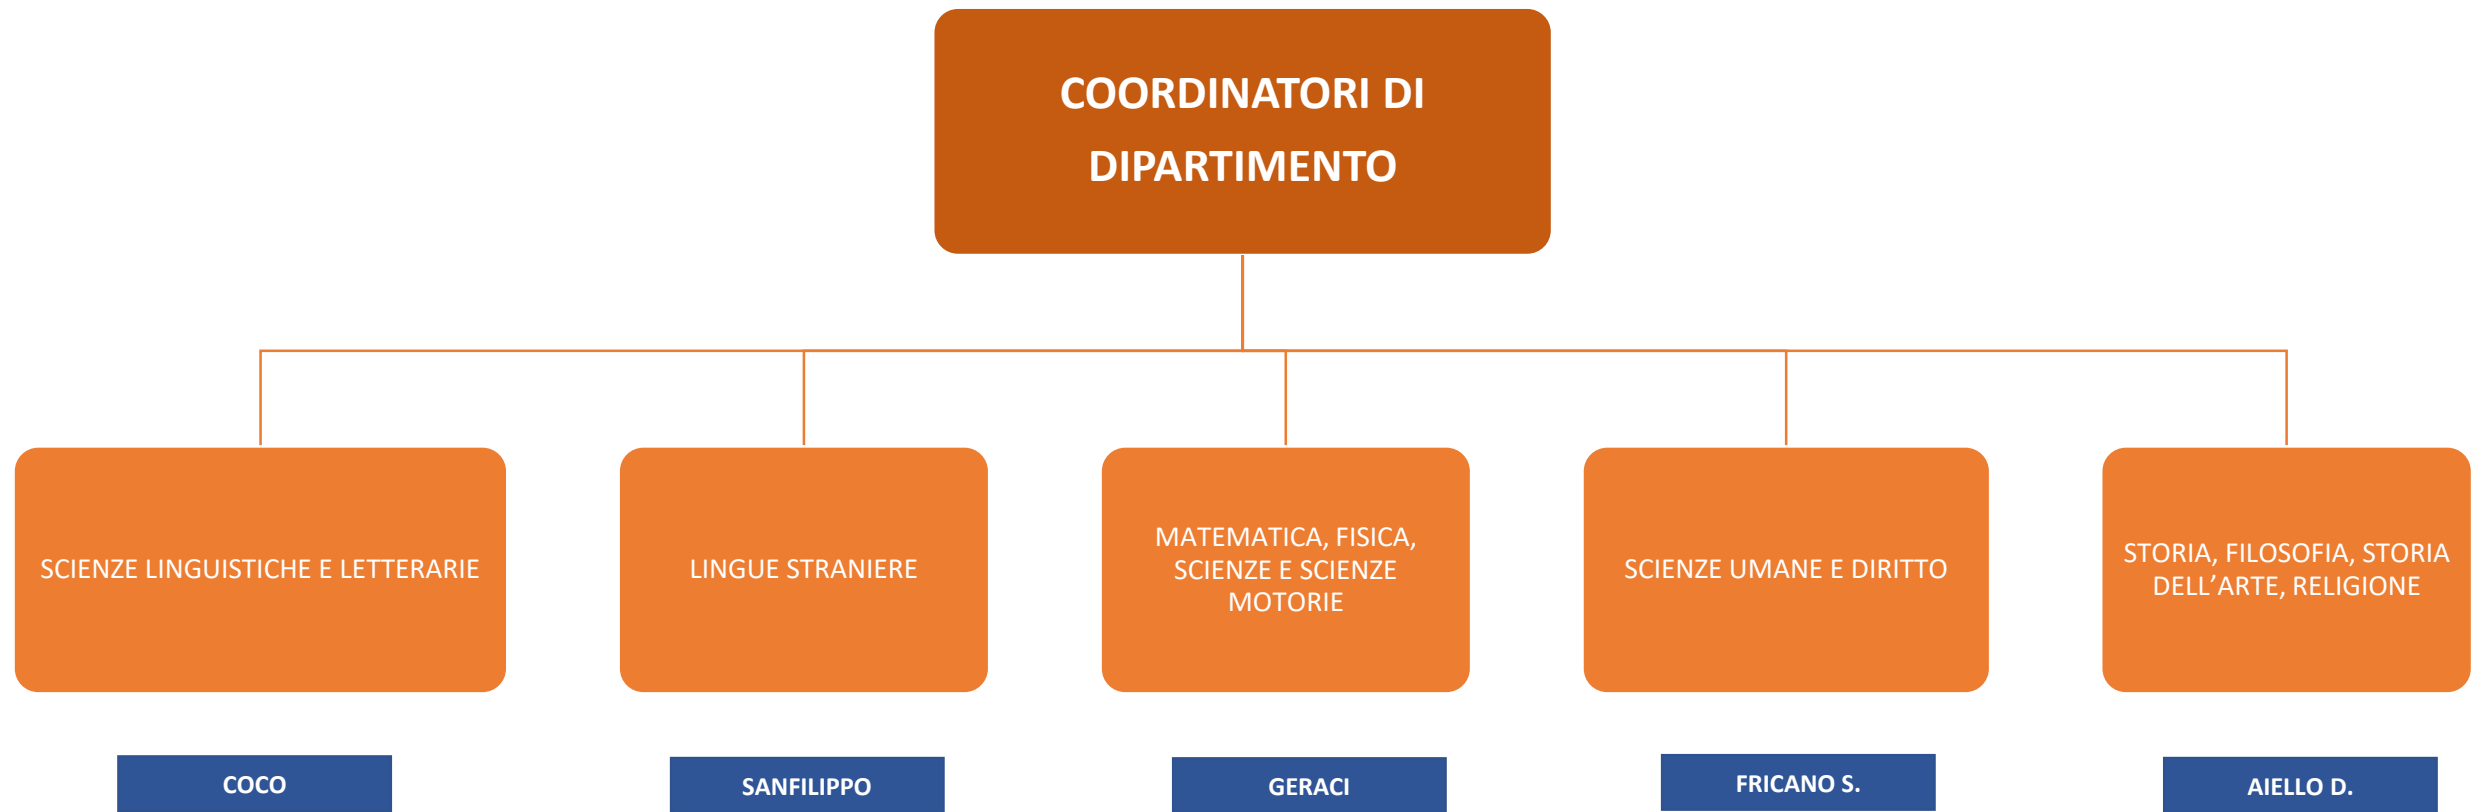 COORDINATORI DI
DIPARTIMENTO
SCIENZE LINGUISTICHE E LETTERARIE
LINGUE STRANIERE
MATEMATICA, FISICA,
SCIENZE E SCIENZE
MOTORIE
SCIENZE UMANE E DIRITTO
STORIA, FILOSOFIA, STORIA
DELL’ARTE, RELIGIONE
COCO
SANFILIPPO
GERACI
FRICANO S.
AIELLO D.